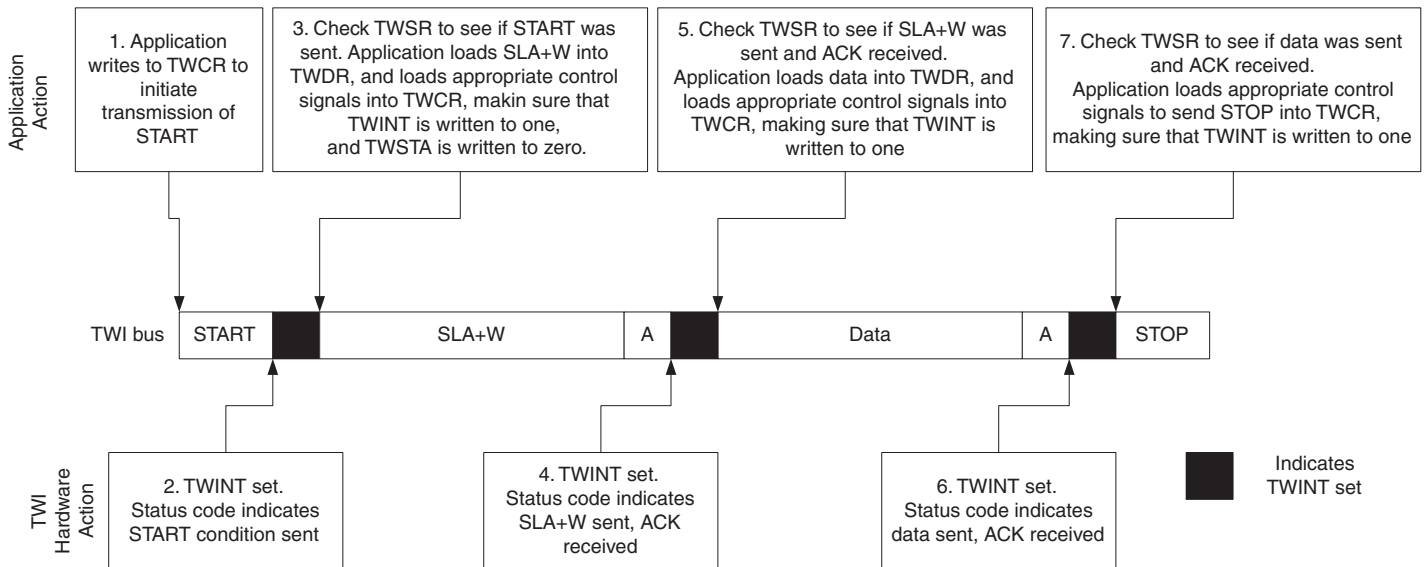 Application
Action
1. Application
writes to TWCR to
initiate
transmission of
START
3. Check TWSR to see if START was
sent. Application loads SLA+W into
TWDR, and loads appropriate control
signals into TWCR, makin sure that
TWINT is written to one,
and TWSTA is written to zero.
5. Check TWSR to see if SLA+W was
sent and ACK received.
Application loads data into TWDR, and
loads appropriate control signals into
TWCR, making sure that TWINT is
written to one
7. Check TWSR to see if data was sent
and ACK received.
Application loads appropriate control
signals to send STOP into TWCR,
making sure that TWINT is written to one
TWI bus
START
SLA+W
A
Data
A
STOP
TWI
Hardware
Action
2. TWINT set.
Status code indicates
START condition sent
4. TWINT set.
Status code indicates
SLA+W sent, ACK
received
6. TWINT set.
Status code indicates
data sent, ACK received
Indicates
TWINT set